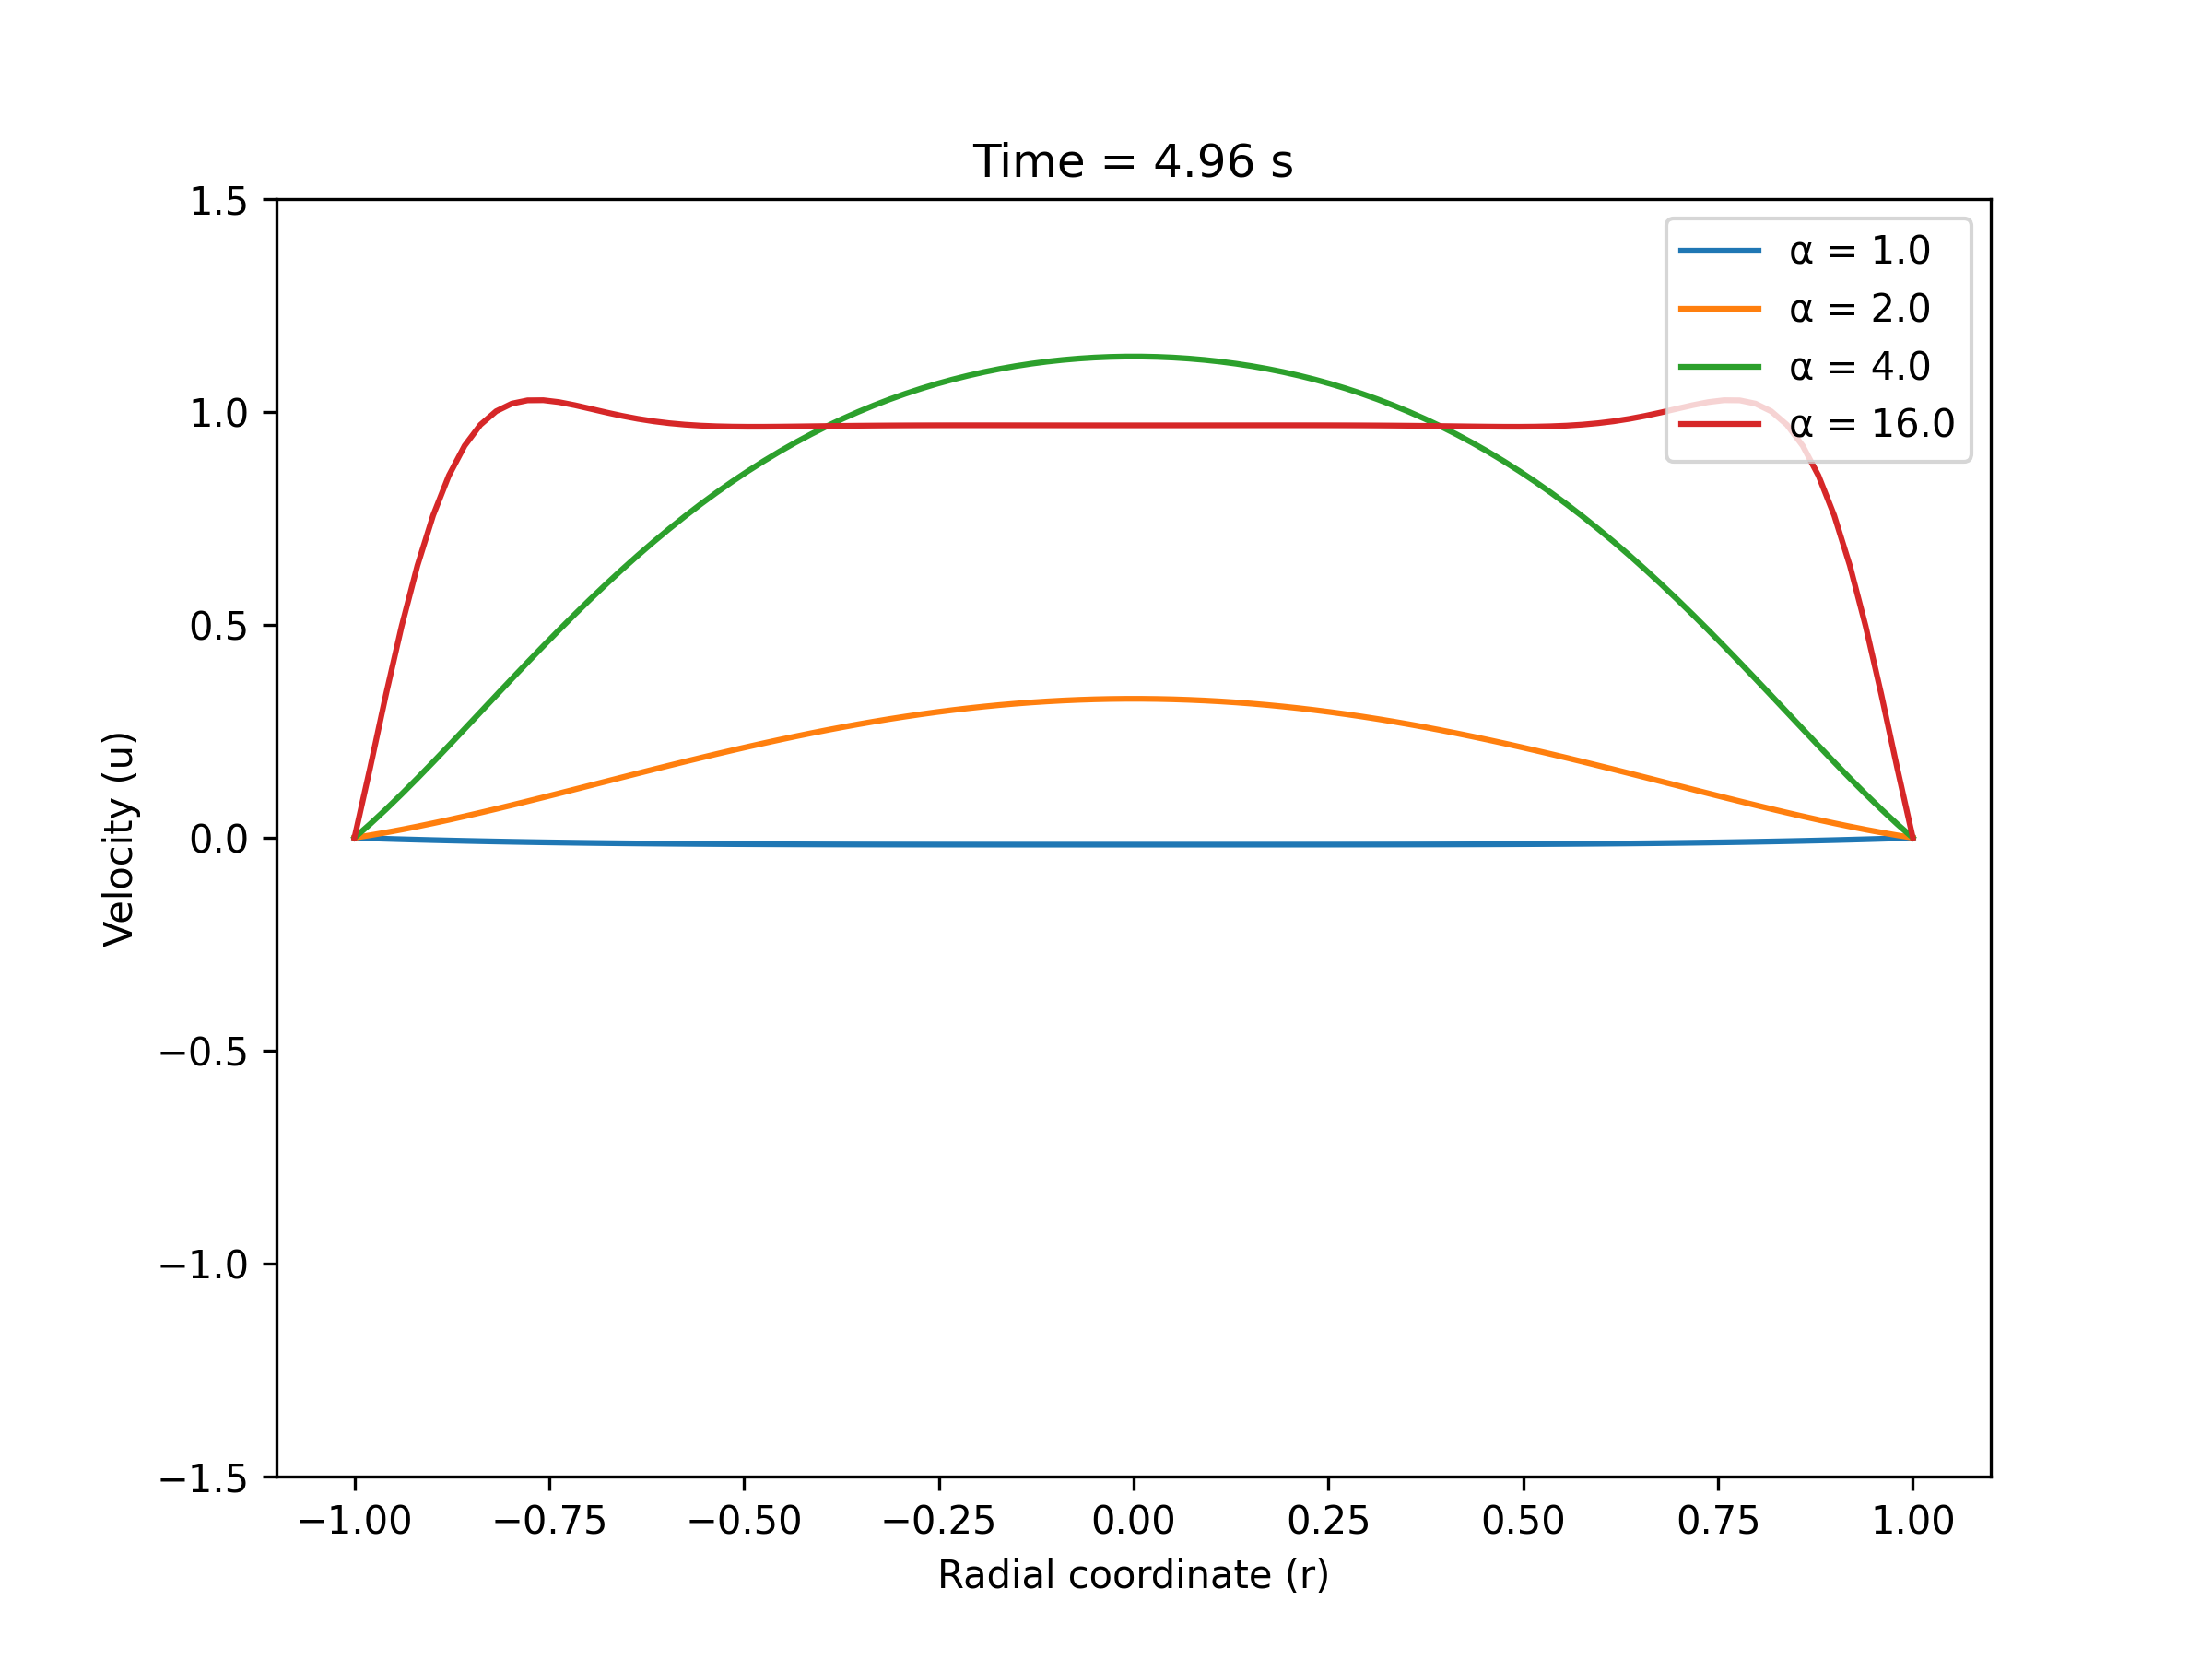 Time = 4.96 s
1.5
1.0
0.5
0.0
−0.5
−1.0
−1.5
Velocity (u)
α = 1.0
α = 2.0
α = 4.0
α = 16.0
−1.00 −0.75 −0.50 −0.25 0.00 0.25 0.50 0.75 1.00
Radial coordinate (r)